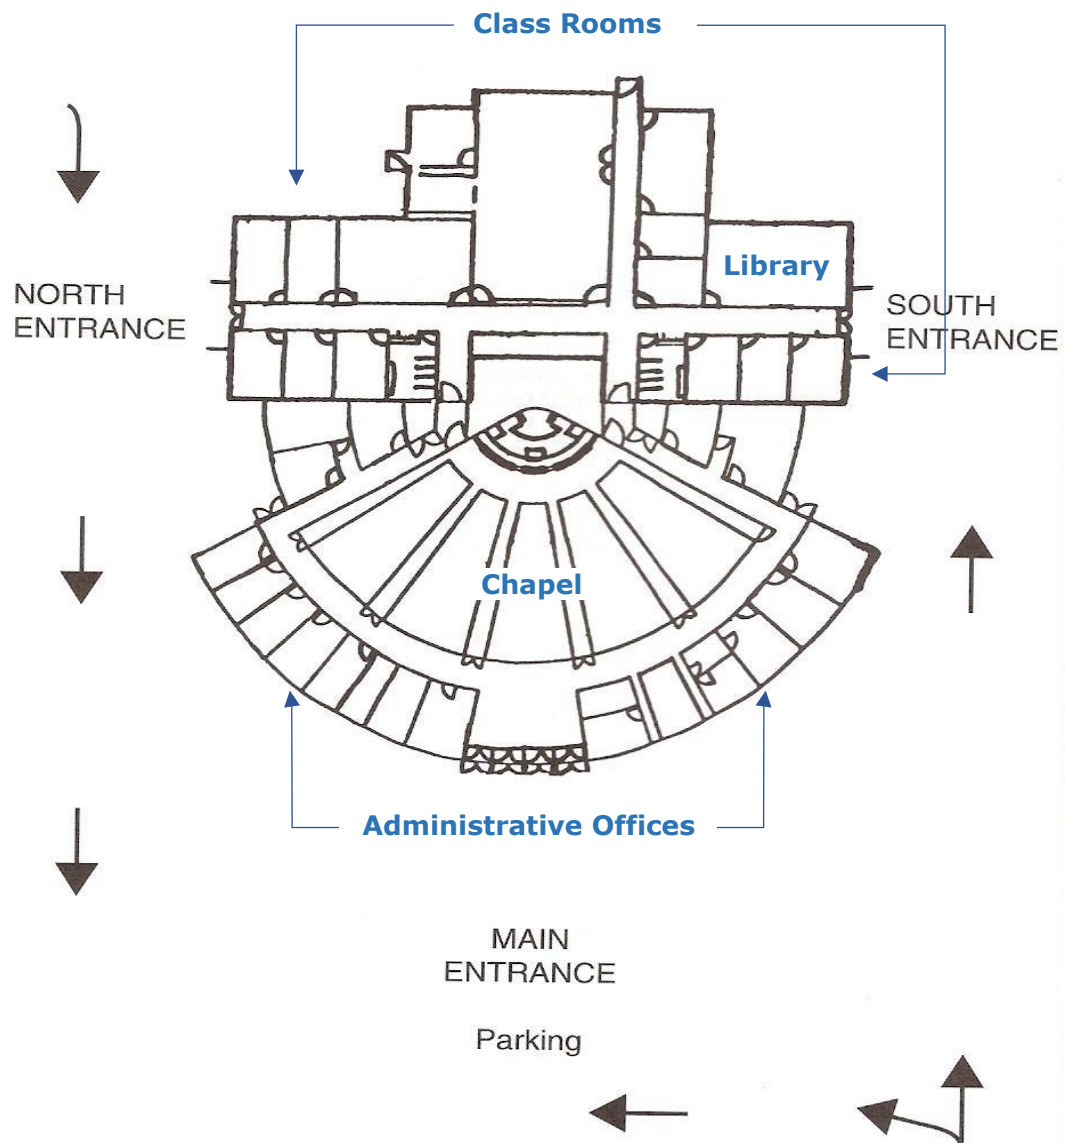 Class Rooms
Library
NORTH
ENTRANCE
SOUTH
ENTRANCE
Chapel
Administrative Offices
MAIN
ENTRANCE
Parking